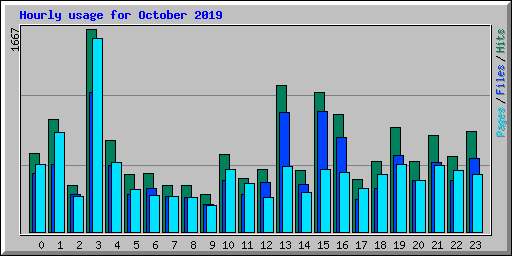 Hourly usage for October 2019
1667
Pages/Files/Hits
0 1 2 3 4 5 6 7 8 9 10 11 12 13 14 15 16 17 18 19 20 21 22 23